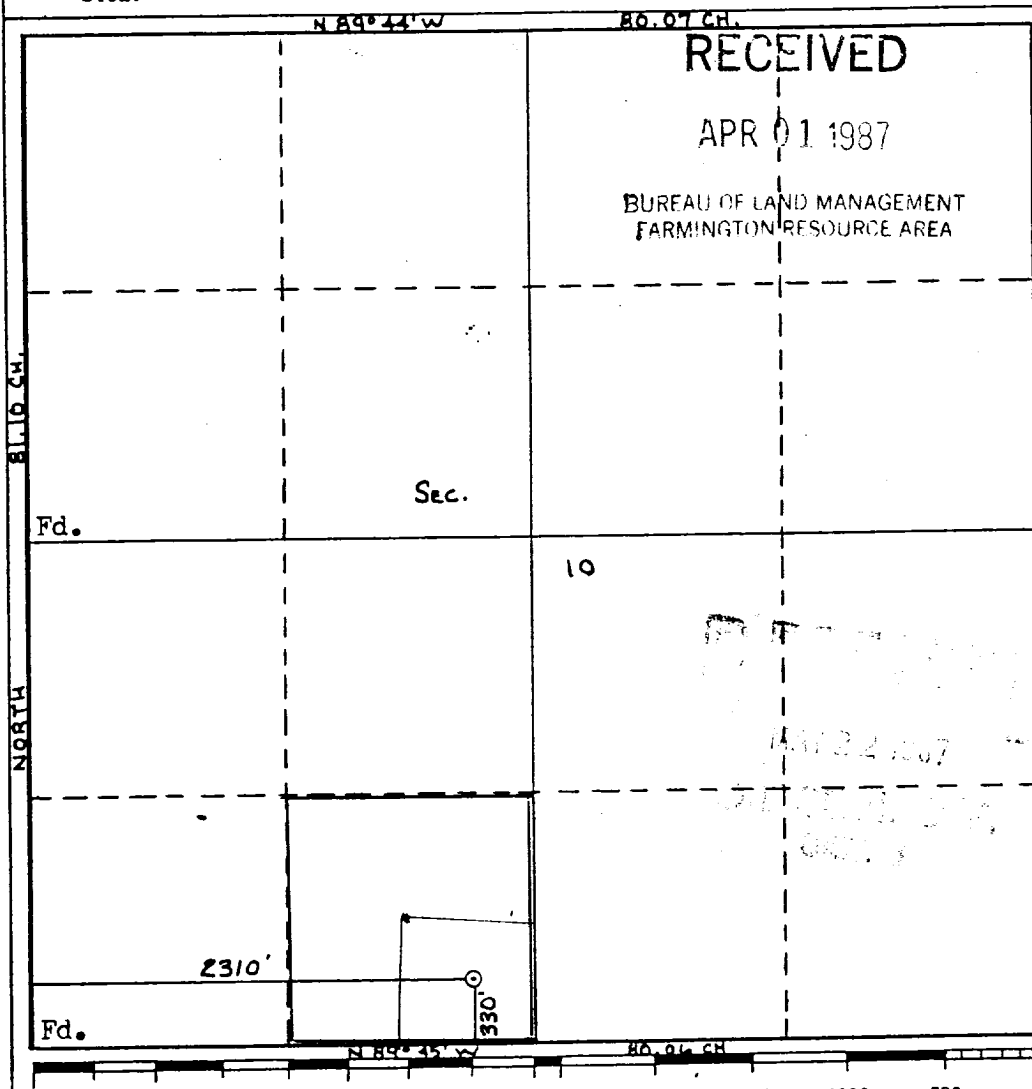 N 89° 44' W 80.07 CH.
RECEIVED
APR 01 1987
BUREAU OF LAND MANAGEMENT
FARMINGTON RESOURCE AREA
81.10 CH.
NORTH
Sec.
Fd.
10
2310'
330'
Fd.
N 89° 45' W 80.06 CH